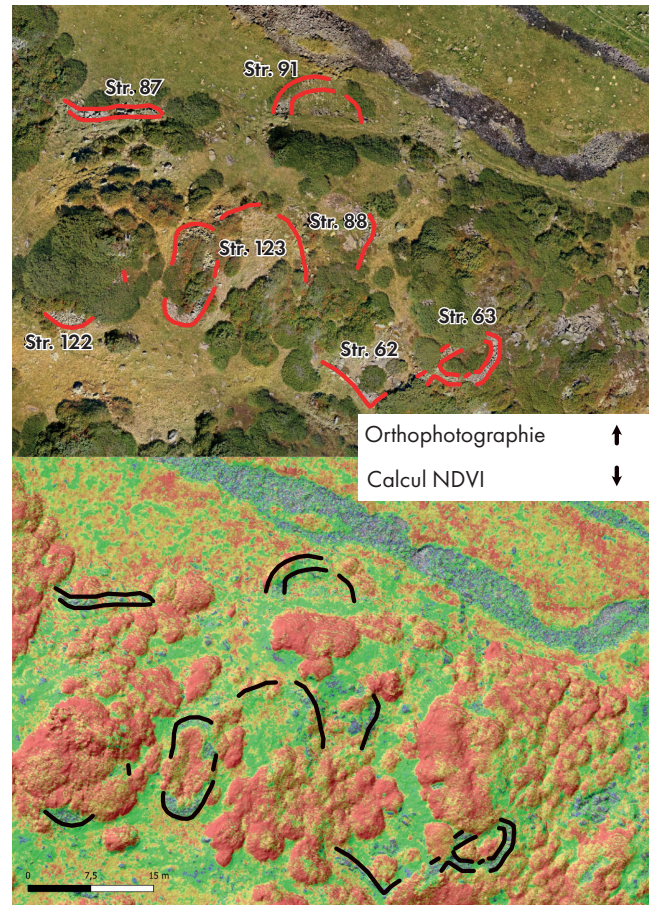 Str. 87
Str. 91
Str. 88
Str. 123
Str. 122
Str. 62
Str. 63
Orthophotographie
Calcul NDVI
0 7,5 15 m